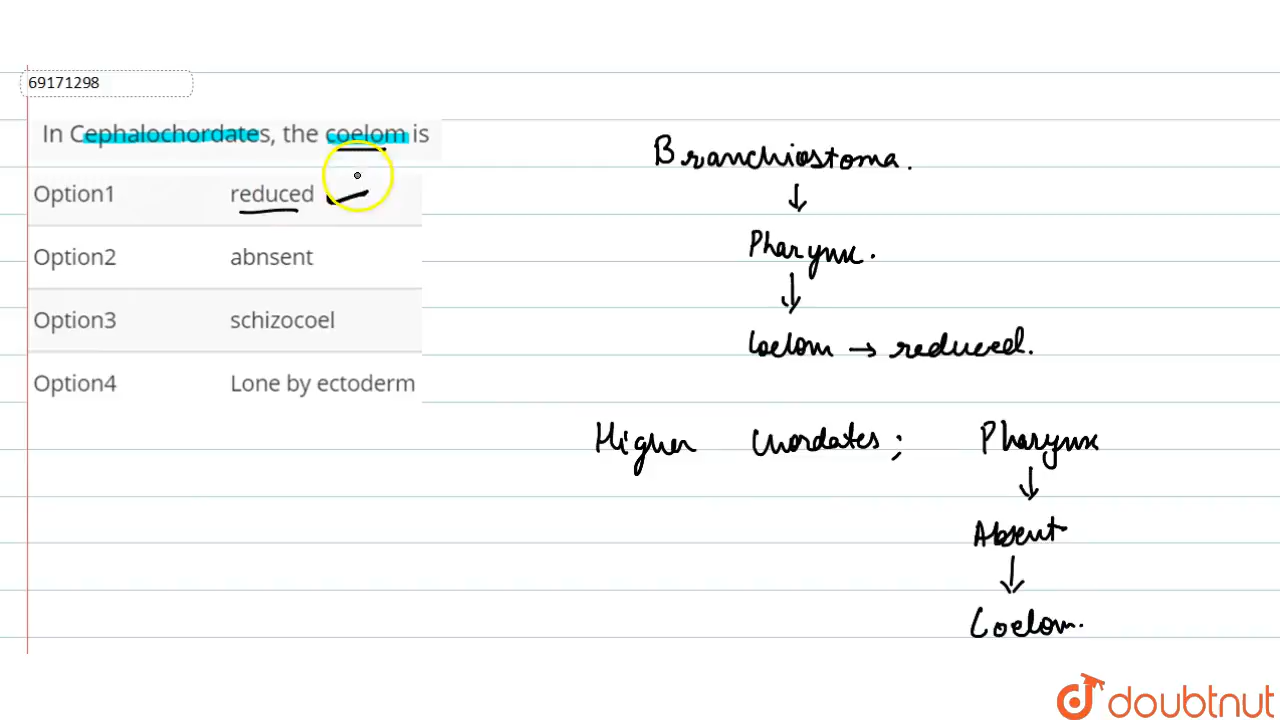 69171298
In Cephalochordates, the coelom is
Option1 reduced
Option2 abnsent
Option3 schizocoel
Option4 Lone by ectoderm
Branchiostoma.
Pharynx.
Coelom → reduced.
Higher Chordates; Pharynx
Absent
Coelom.
doubtnut